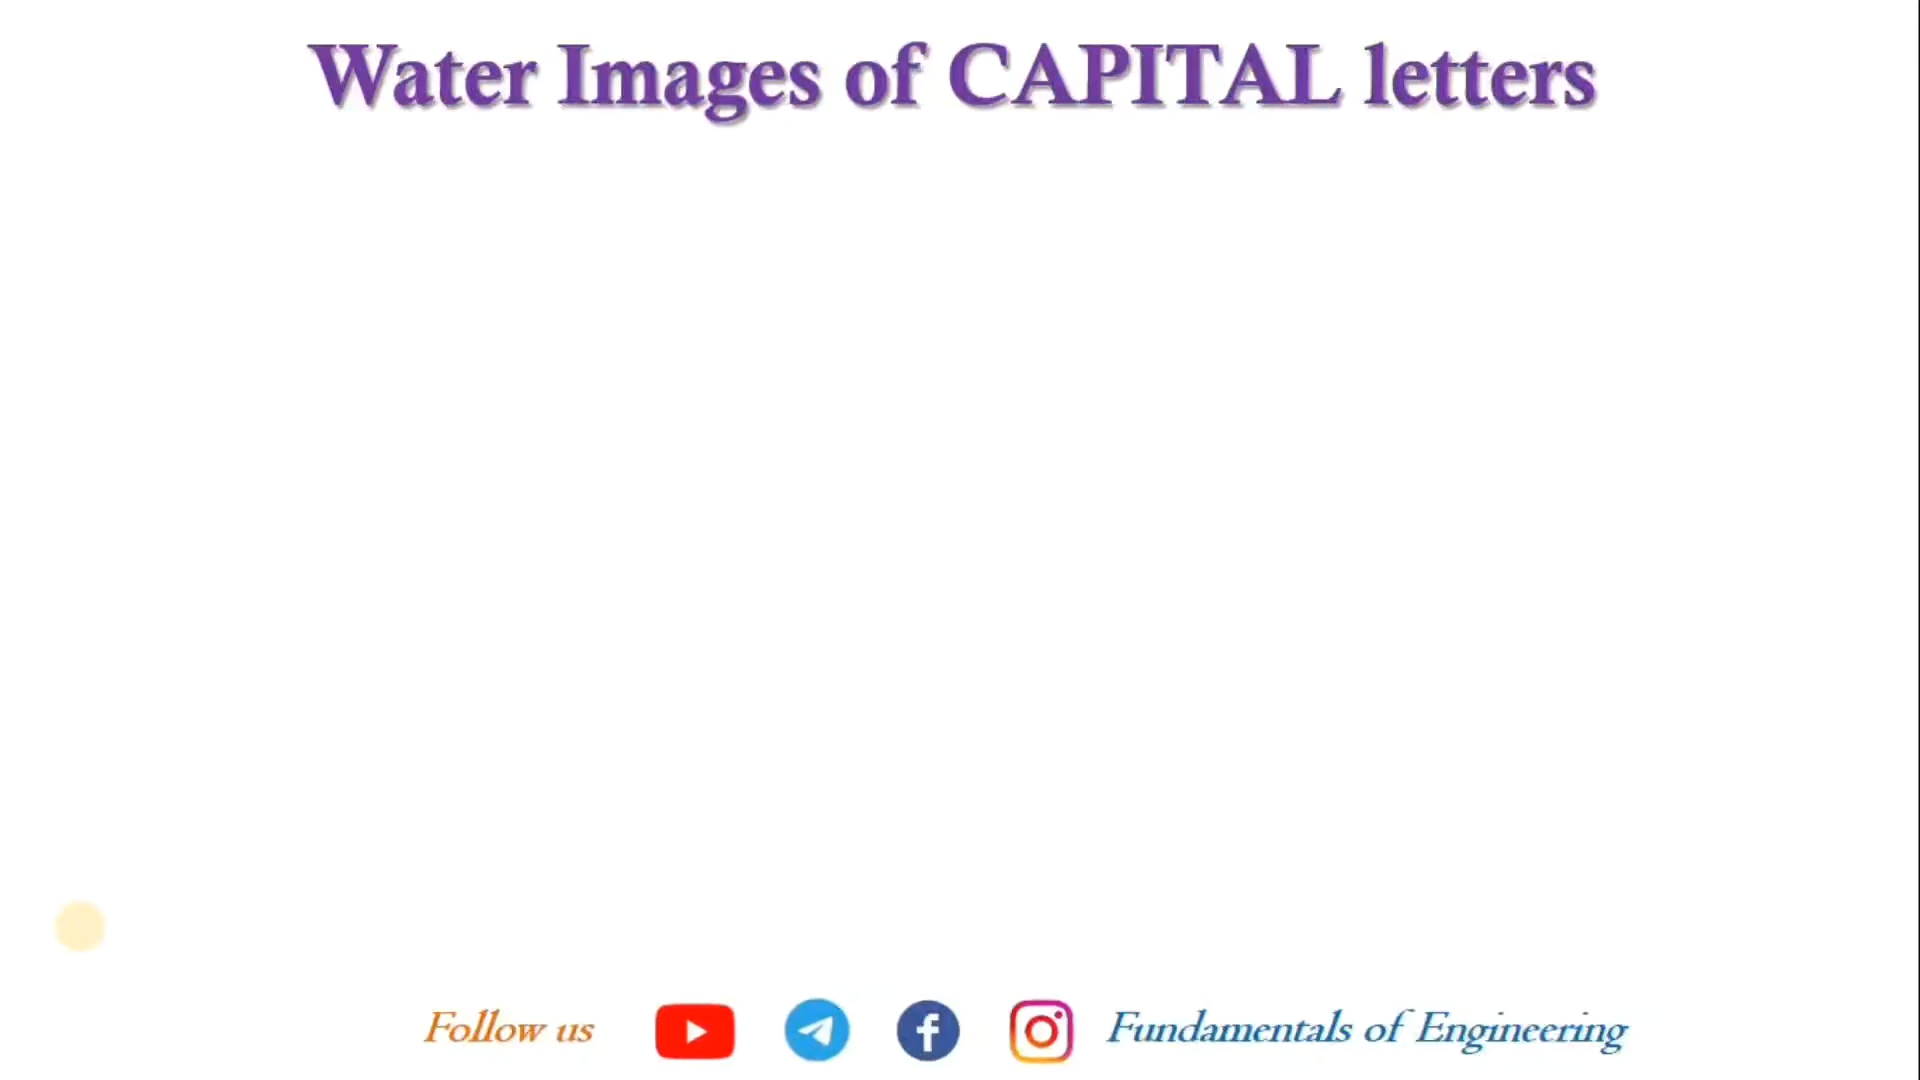 Water Images of CAPITAL letters
Follow us
Fundamentals of Engineering